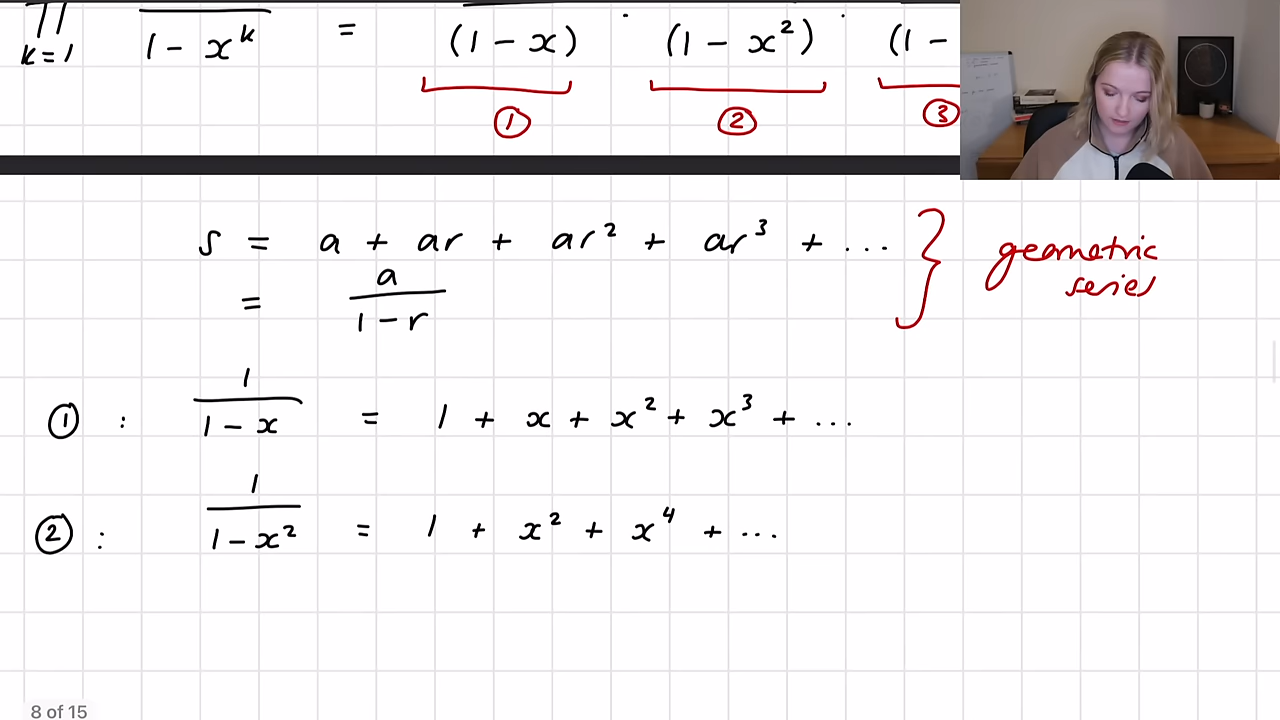 ∏ k=1 1 - x^k = (1 - x) · (1 - x²) · (1 -
① ② ③
s = a + ar + ar² + ar³ + ...
= a / 1 - r
geometric
series
① : 1 / 1 - x = 1 + x + x² + x³ + ...
② : 1 / 1 - x² = 1 + x² + x⁴ + ...
8 of 15